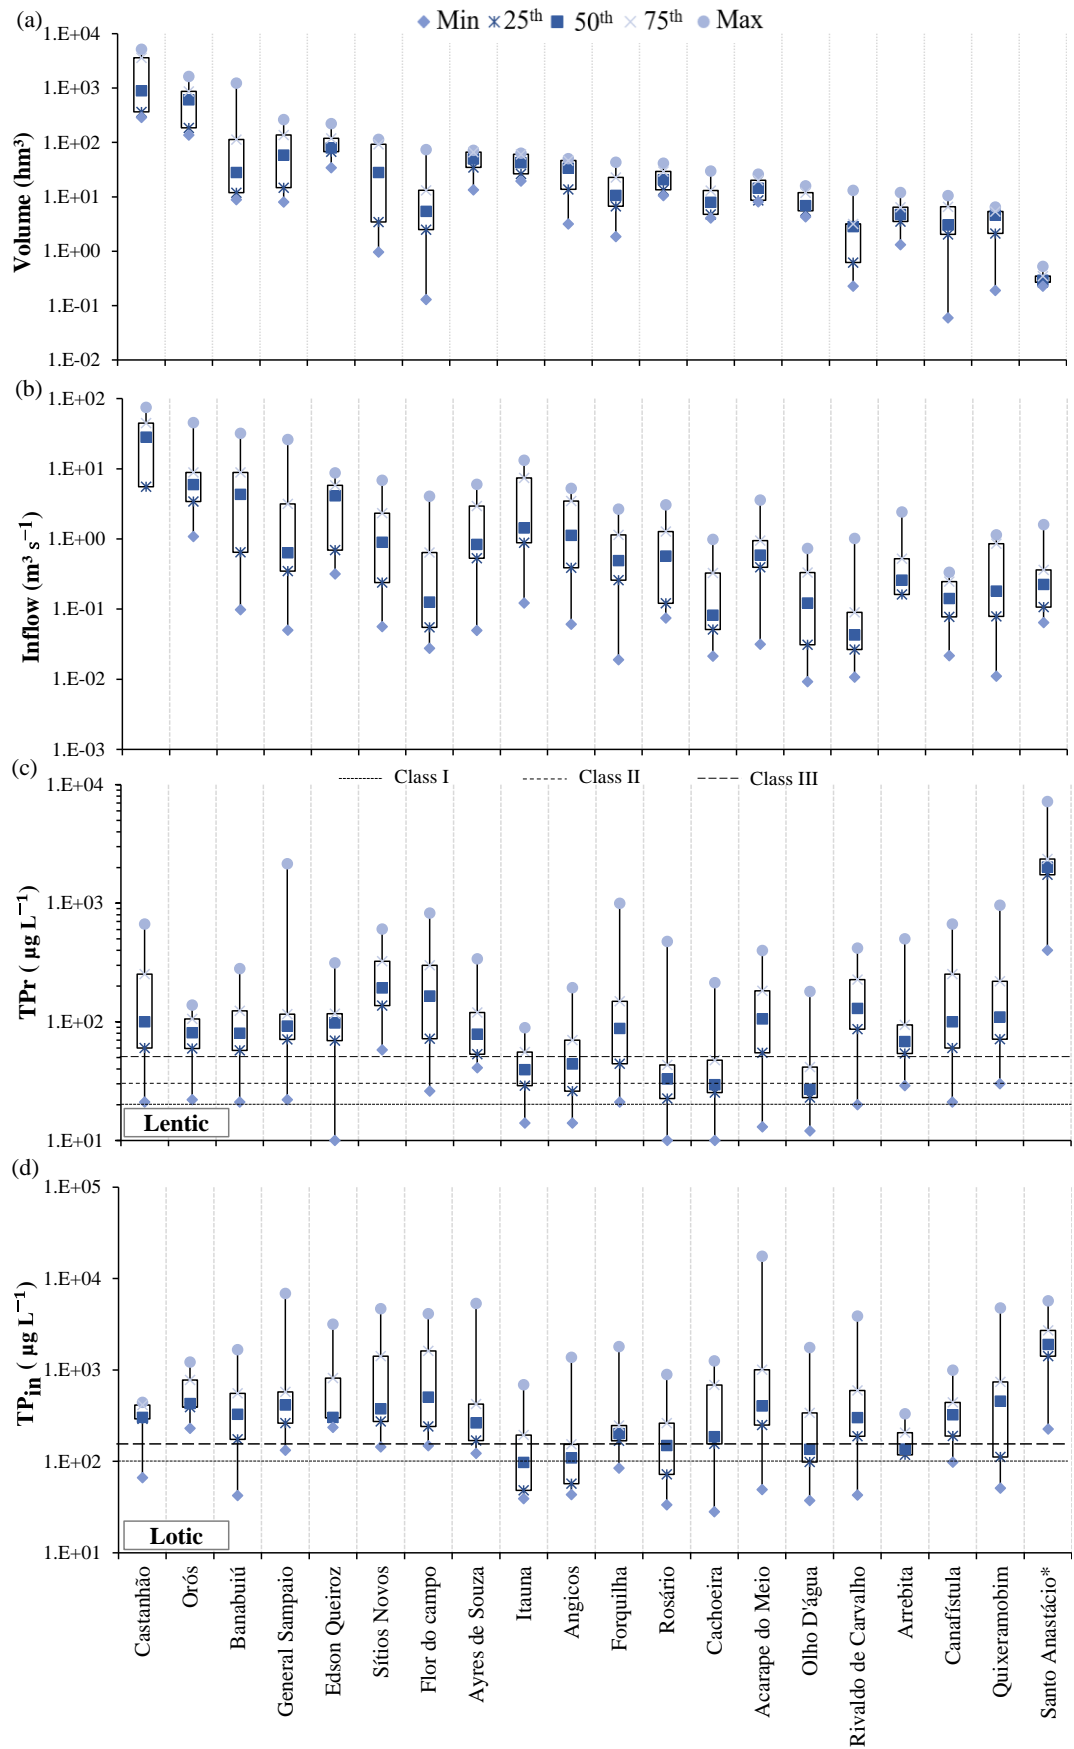 (a)
Min 25th 50th 75th Max
1.E+04
1.E+03
1.E+02
1.E+01
1.E+00
1.E-01
1.E-02
Volume (hm³)
(b)
1.E+02
1.E+01
1.E+00
1.E-01
1.E-02
1.E-03
Inflow (m³ s⁻¹)
(c)
Class I Class II Class III
1.E+04
1.E+03
1.E+02
1.E+01
TPr ( µg L⁻¹)
Lentic
(d)
1.E+05
1.E+04
1.E+03
1.E+02
1.E+01
TPin ( µg L⁻¹)
Lotic
Castanhão
Orós
Banabuiú
General Sampaio
Edson Queiroz
Sítios Novos
Flor do campo
Ayres de Souza
Itauna
Angicos
Forquilha
Rosário
Cachoeira
Acarape do Meio
Olho D'água
Rivaldo de Carvalho
Arrebita
Canafístula
Quixeramobim
Santo Anastácio*